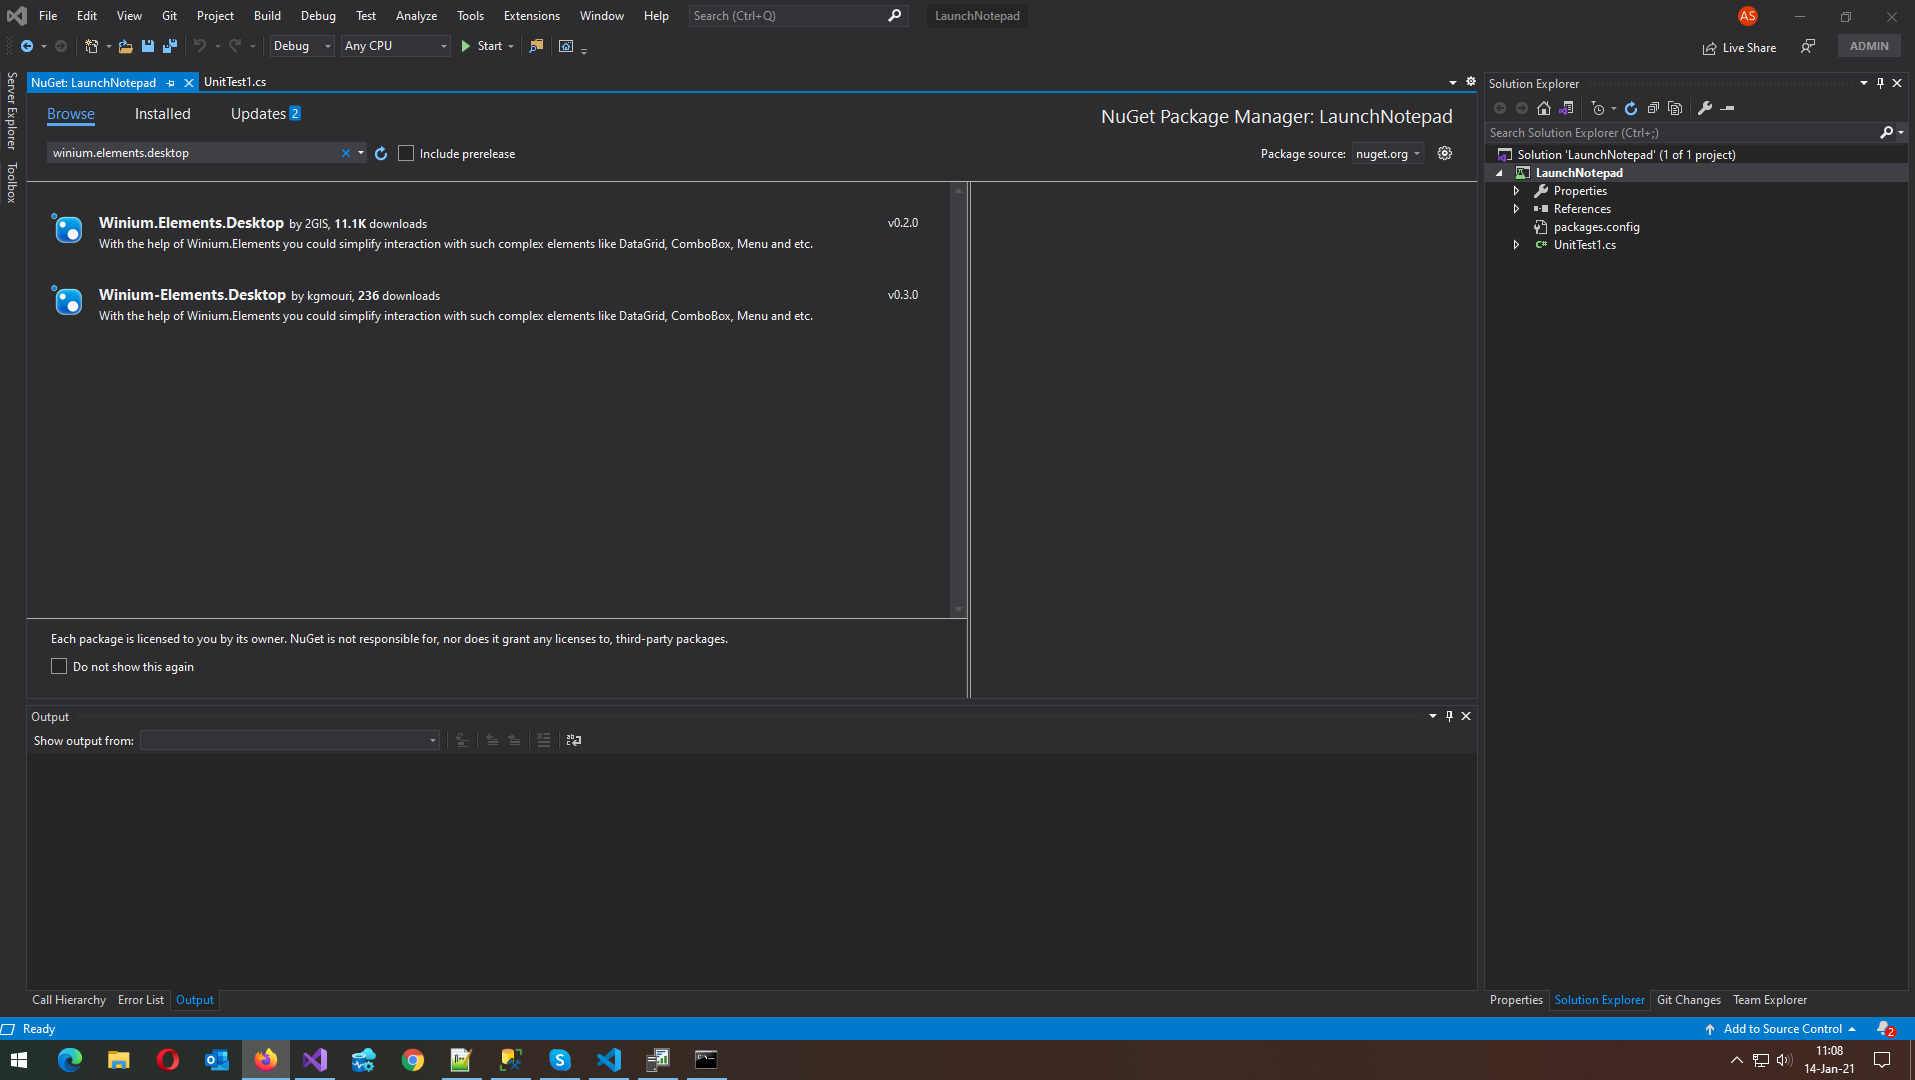 File Edit View Git Project Build Debug Test Analyze Tools Extensions Window Help Search (Ctrl+Q) LaunchNotepad AS
Debug Any CPU Start Live Share ADMIN
Server Explorer
Toolbox
NuGet: LaunchNotepad UnitTest1.cs
Browse Installed Updates 2
NuGet Package Manager: LaunchNotepad
winium.elements.desktop Include prerelease
Package source: nuget.org
Winium.Elements.Desktop by 2GIS, 11.1K downloads v0.2.0
With the help of Winium.Elements you could simplify interaction with such complex elements like DataGrid, ComboBox, Menu and etc.
Winium-Elements.Desktop by kgmouri, 236 downloads v0.3.0
With the help of Winium.Elements you could simplify interaction with such complex elements like DataGrid, ComboBox, Menu and etc.
Each package is licensed to you by its owner. NuGet is not responsible for, nor does it grant any licenses to, third-party packages.
Do not show this again
Output
Show output from:
Call Hierarchy Error List Output
Solution Explorer
Search Solution Explorer (Ctrl+;)
Solution 'LaunchNotepad' (1 of 1 project)
LaunchNotepad
Properties
References
packages.config
C# UnitTest1.cs
Properties Solution Explorer Git Changes Team Explorer
Ready Add to Source Control 2
11:08
14-Jan-21